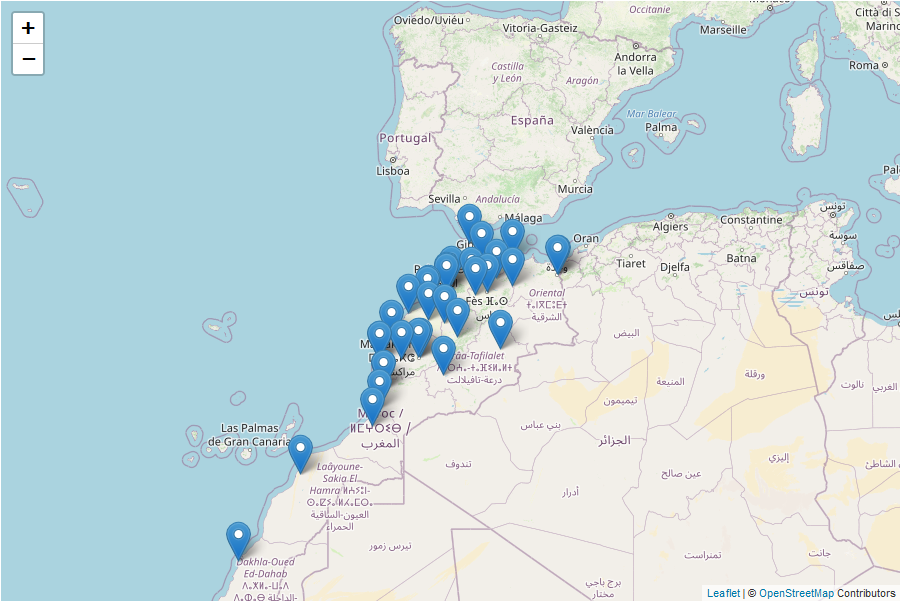 +
−
Oviedo/Uviéu
Vitoria-Gasteiz
Occitanie
Marseille
Monaco
Città di S
Marino
Andorra
la Vella
Castilla
y León
Aragón
Roma
España
Mar Balear
Palma
València
Portugal
Lisboa
Murcia
Sevilla
Andalucía
Málaga
Oran
Algiers
Constantine
تونس
سوسة
صفاقس
تونس
Tiaret
Djelfa
Batna
Oriental
ⵜⴰⵏⴳⵎⵓⴹⵜ
الشرقية
Fès ⴼⴰⵙ
البيض
درعة-تافيلالت
مراكش
ورقلة
المنيعة
تيميمون
نالوت
الغربي
Maroc /
ⵍⵎⵖⵔⵉⴱ /
المغرب
بني عباس
الجزائر
Las Palmas
de Gran Canaria
إليزي
الشاطئ
تندوف
عين صالح
أدرار
Laâyoune-
Sakia El
Hamra
العيون-الساقية
الحمراء
تيرس زمور
تمنراست
جانت
Dakhla-Oued
Ed-Dahab
برج باجي
مختار
Leaflet | © OpenStreetMap Contributors